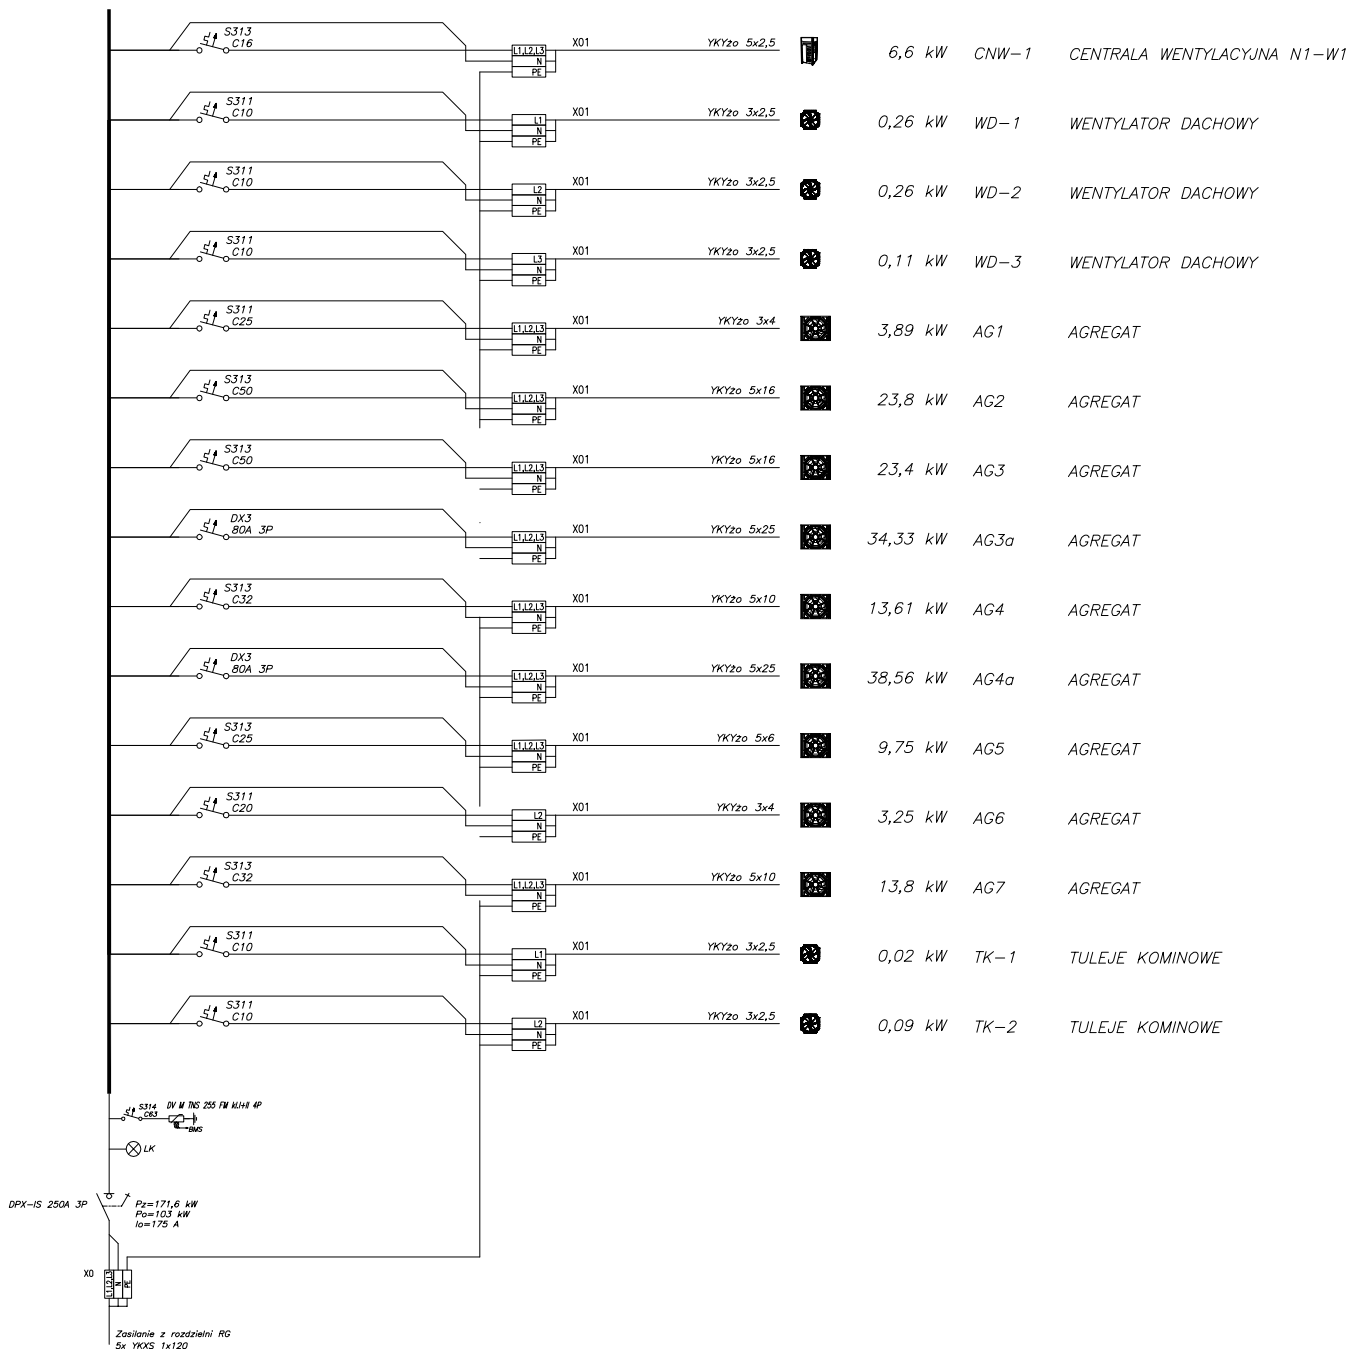 S313
C16
L1,L2,L3
N
PE
X01
YKYżo 5x2,5
6,6 kW CNW-1 CENTRALA WENTYLACYJNA N1-W1
S311
C10
L1
N
PE
X01
YKYżo 3x2,5
0,26 kW WD-1 WENTYLATOR DACHOWY
S311
C10
L2
N
PE
X01
YKYżo 3x2,5
0,26 kW WD-2 WENTYLATOR DACHOWY
S311
C10
L3
N
PE
X01
YKYżo 3x2,5
0,11 kW WD-3 WENTYLATOR DACHOWY
S311
C25
L1,L2,L3
N
PE
X01
YKYżo 3x4
3,89 kW AG1 AGREGAT
S313
C50
L1,L2,L3
N
PE
X01
YKYżo 5x16
23,8 kW AG2 AGREGAT
S313
C50
L1,L2,L3
N
PE
X01
YKYżo 5x16
23,4 kW AG3 AGREGAT
DX3
80A 3P
L1,L2,L3
N
PE
X01
YKYżo 5x25
34,33 kW AG3a AGREGAT
S313
C32
L1,L2,L3
N
PE
X01
YKYżo 5x10
13,61 kW AG4 AGREGAT
DX3
80A 3P
L1,L2,L3
N
PE
X01
YKYżo 5x25
38,56 kW AG4a AGREGAT
S313
C25
L1,L2,L3
N
PE
X01
YKYżo 5x6
9,75 kW AG5 AGREGAT
S311
C20
L2
N
PE
X01
YKYżo 3x4
3,25 kW AG6 AGREGAT
S313
C32
L1,L2,L3
N
PE
X01
YKYżo 5x10
13,8 kW AG7 AGREGAT
S311
C10
L1
N
PE
X01
YKYżo 3x2,5
0,02 kW TK-1 TULEJE KOMINOWE
S311
C10
L2
N
PE
X01
YKYżo 3x2,5
0,09 kW TK-2 TULEJE KOMINOWE
S314
C63
DV M TNS 255 FM kl.I+II 4P
BMS
LK
DPX-IS 250A 3P
Pz=171,6 kW
Po=103 kW
Io=175 A
X0
L1,L2,L3
N
PE
Zasilanie z rozdzielni RG
5x YKXS 1x120